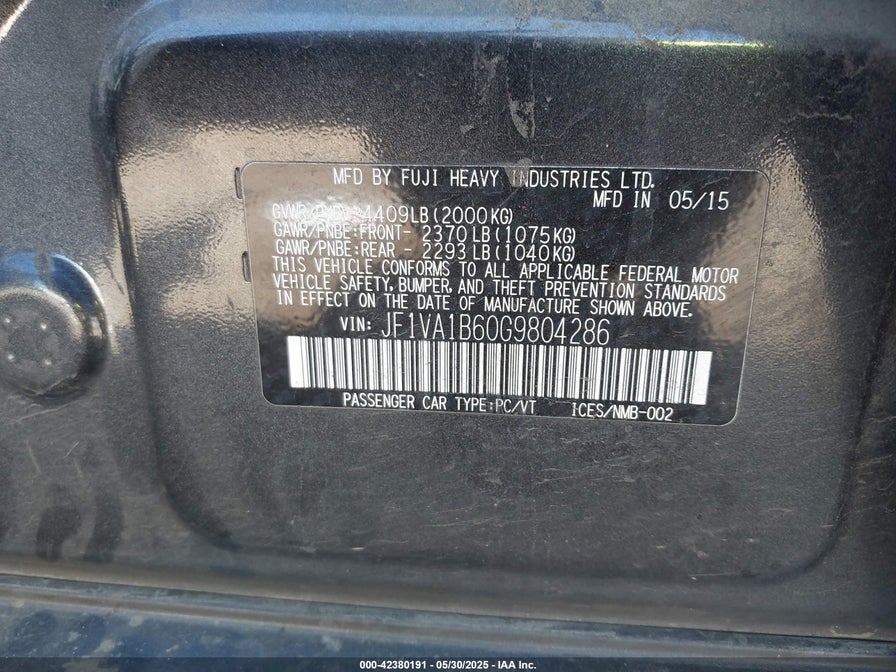 MFD BY FUJI HEAVY INDUSTRIES LTD.
MFD IN 05/15
4409LB(2000KG)
GAWR/PNBE:FRONT- 2370LB(1075KG)
GAWR/PNBE:REAR - 2293LB(1040KG)
THIS VEHICLE CONFORMS TO ALL APPLICABLE FEDERAL MOTOR
VEHICLE SAFETY, BUMPER, AND THEFT PREVENTION STANDARDS
IN EFFECT ON THE DATE OF MANUFACTURE SHOWN ABOVE.
VIN: JF1VA1B60G9804286
PASSENGER CAR TYPE:PC/VT ICES/NMB-002
000-42380191 — 05/30/2025 — IAA Inc.